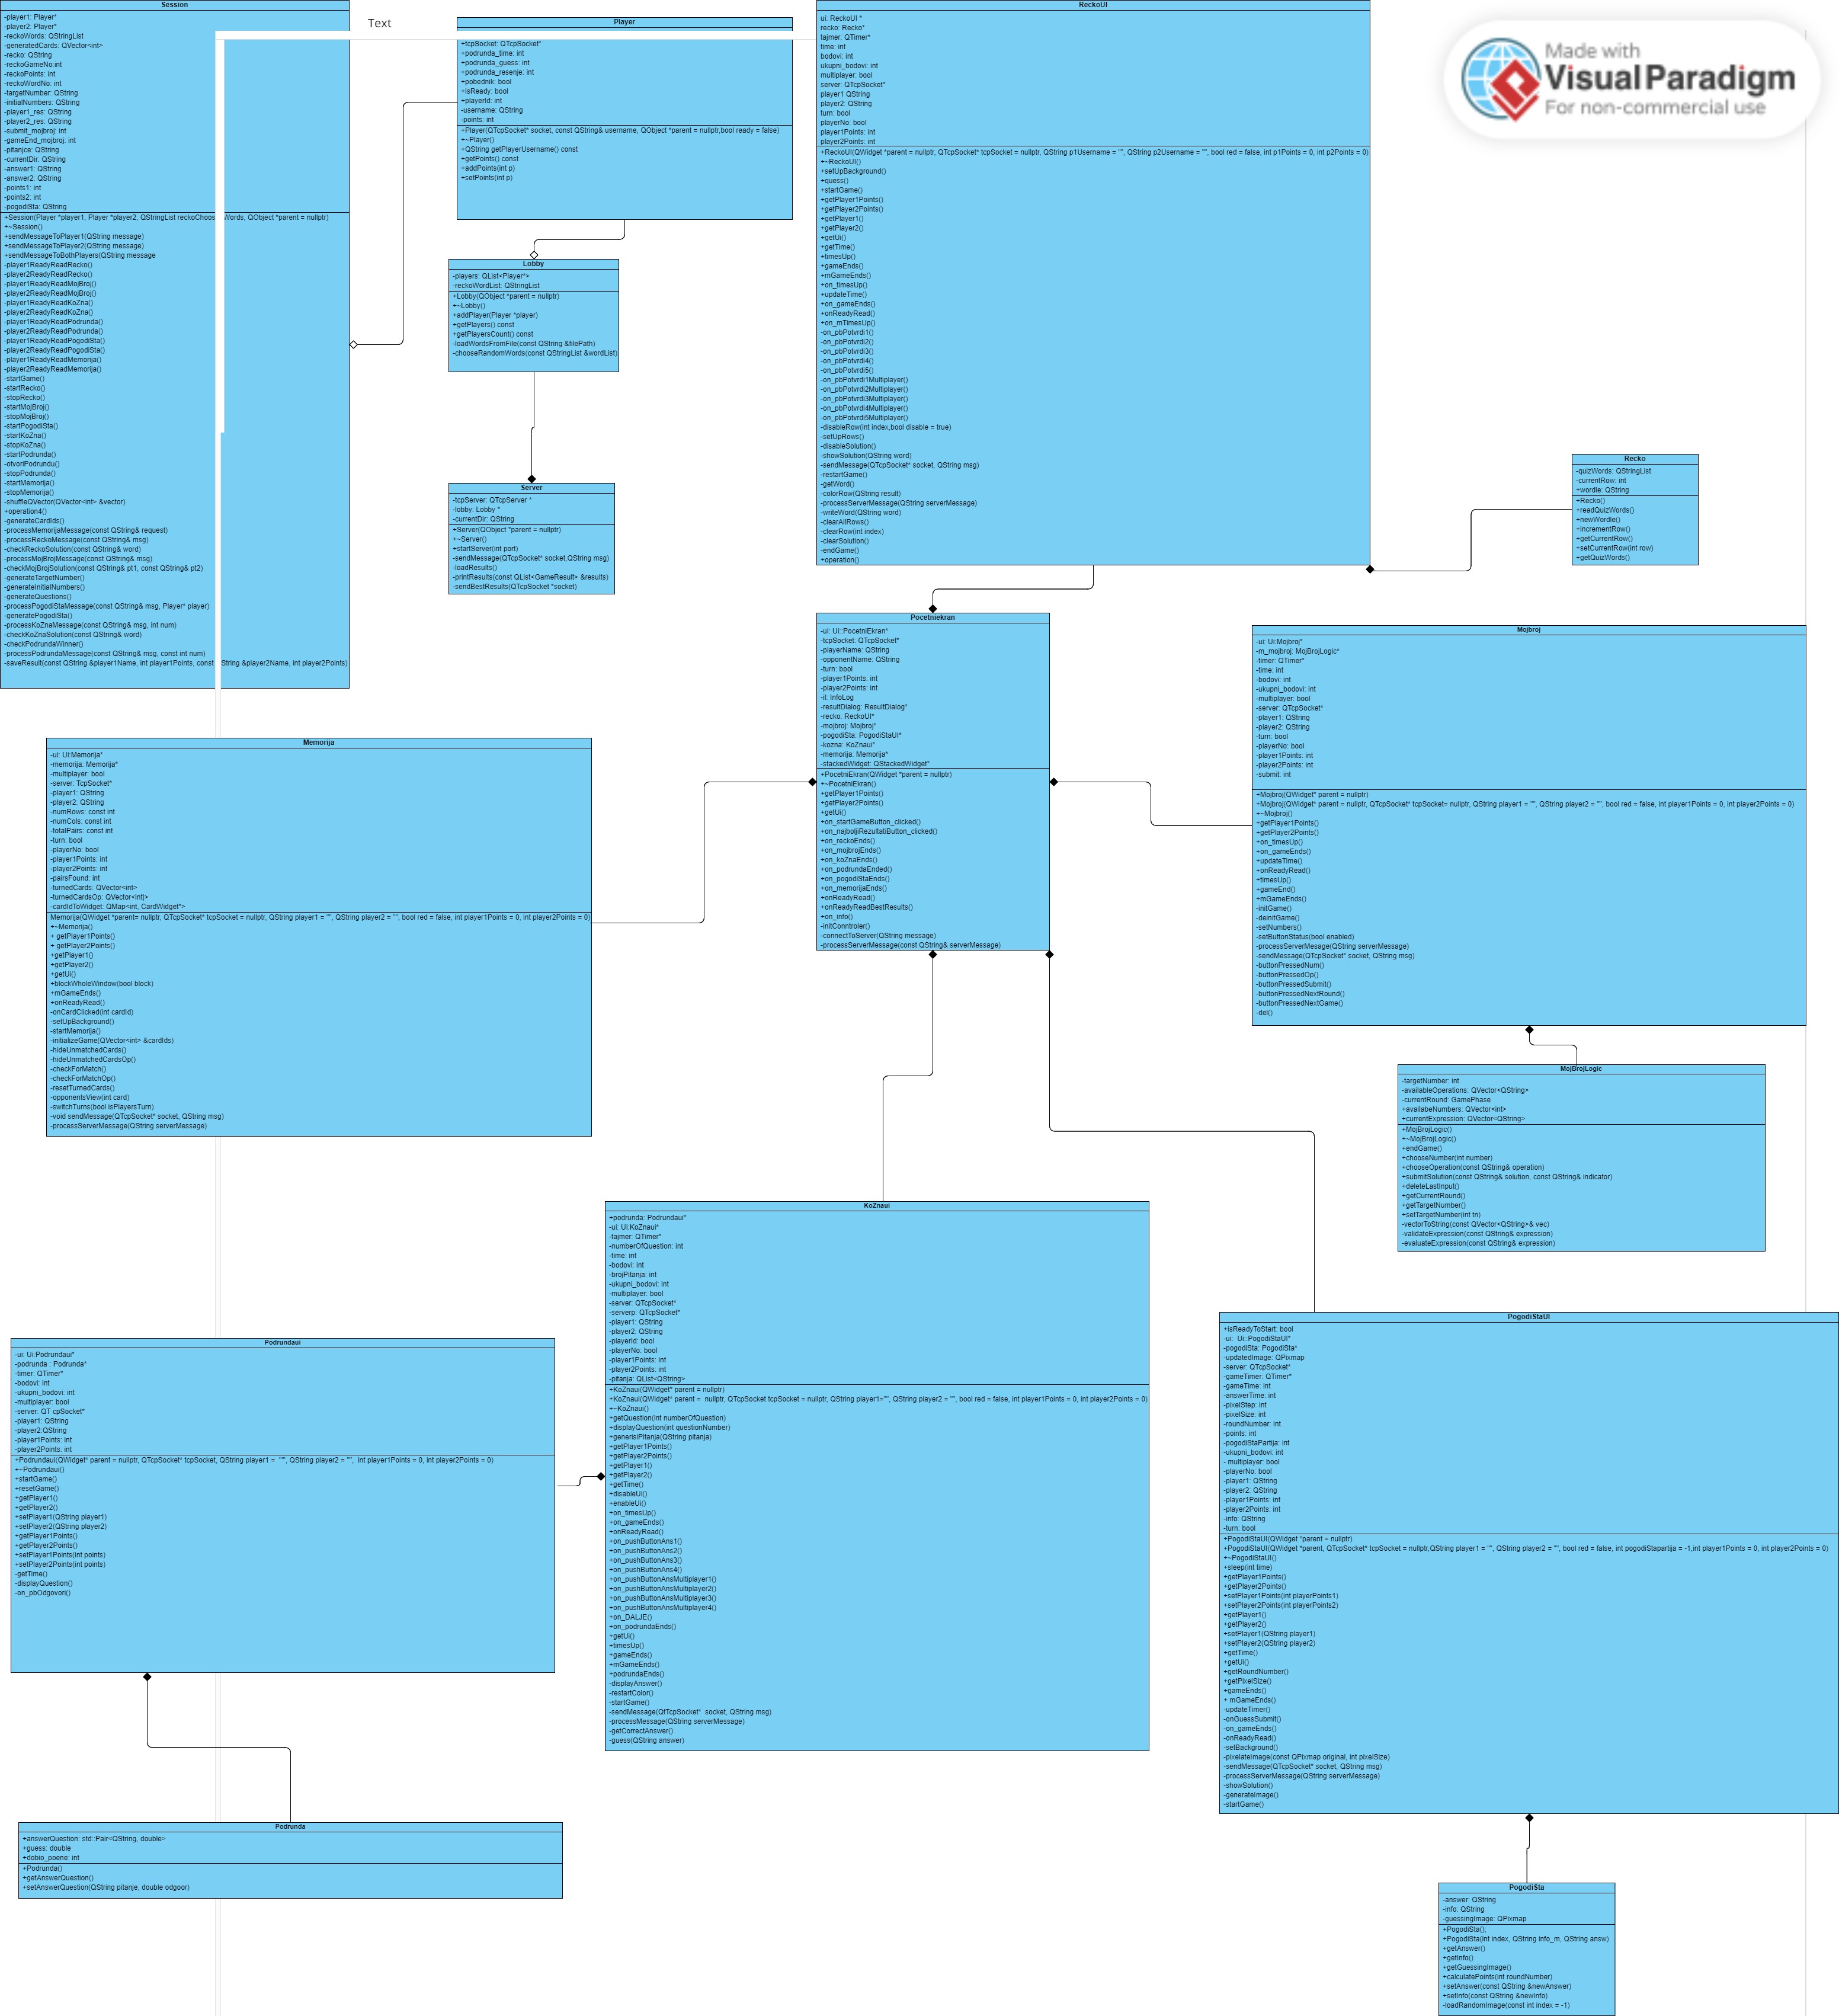 Session
-player1: Player*
-player2: Player*
-reckoWords: QStringList
-generatedCards: QVector<int>
-recko: QString
-reckoGameNo:int
-reckoPoints: int
-reckoWordNo: int
-targetNumber: QString
-initialNumbers: QString
-player1_res: QString
-player2_res: QString
-submit_mojbroj: int
-gameEnd_mojbroj: int
-pitanjce: QString
-currentDir: QString
-answer1: QString
-answer2: QString
-points1: int
-points2: int
-pogodiSta: QString
+Session(Player *player1, Player *player2, QStringList reckoChoos Words, QObject *parent = nullptr)
+~Session()
+sendMessageToPlayer1(QString message)
+sendMessageToPlayer2(QString message)
+sendMessageToBothPlayers(QString message
-player1ReadyReadRecko()
-player2ReadyReadRecko()
-player1ReadyReadMojBroj()
-player2ReadyReadMojBroj()
-player1ReadyReadKoZna()
-player2ReadyReadKoZna()
-player1ReadyReadPodrunda()
-player2ReadyReadPodrunda()
-player1ReadyReadPogodiSta()
-player2ReadyReadPogodiSta()
-player1ReadyReadMemorija()
-player2ReadyReadMemorija()
-startGame()
-startRecko()
-stopRecko()
-startMojBroj()
-stopMojBroj()
-startPogodiSta()
-startKoZna()
-stopKoZna()
-startPodrunda()
-otvoriPodrundu()
-stopPodrunda()
-startMemorija()
-stopMemorija()
-shuffleQVector(QVector<int> &vector)
+operation4()
-generateCardIds()
-processMemorijaMessage(const QString& request)
-processReckoMessage(const QString& msg)
-checkReckoSolution(const QString& word)
-processMojBrojMessage(const QString& msg)
-checkMojBrojSolution(const QString& pt1, const QString& pt2)
-generateTargetNumber()
-generateInitialNumbers()
-generateQuestions()
-processPogodiStaMessage(const QString& msg, Player* player)
-generatePogodiSta()
-processKoZnaMessage(const QString& msg, int num)
-checkKoZnaSolution(const QString& word)
-checkPodrundaWinner()
-processPodrundaMessage(const QString& msg, const int num)
-saveResult(const QString &player1Name, int player1Points, cons String &player2Name, int player2Points)
Text
Player
+tcpSocket: QTcpSocket*
+podrunda_time: int
+podrunda_guess: int
+podrunda_resenje: int
+pobednik: bool
+isReady: bool
+playerId: int
-username: QString
-points: int
+Player(QTcpSocket* socket, const QString& username, QObject *parent = nullptr,bool ready = false)
+~Player()
+QString getPlayerUsername() const
+getPoints() const
+addPoints(int p)
+setPoints(int p)
Lobby
-players: QList<Player*>
-reckoWordList: QStringList
+Lobby(QObject *parent = nullptr)
+~Lobby()
+addPlayer(Player *player)
+getPlayers() const
+getPlayersCount() const
-loadWordsFromFile(const QString &filePath)
-chooseRandomWords(const QStringList &wordList)
Server
-tcpServer: QTcpServer *
-lobby: Lobby *
-currentDir: QString
+Server(QObject *parent = nullptr)
+~Server()
+startServer(int port)
-sendMessage(QTcpSocket* socket,QString msg)
-loadResults()
-printResults(const QList<GameResult> &results)
-sendBestResults(QTcpSocket *socket)
ReckoUI
ui: ReckoUI *
recko: Recko*
tajmer: QTimer*
time: int
bodovi: int
ukupni_bodovi: int
multiplayer: bool
server: QTcpSocket*
player1 QString
player2: QString
turn: bool
playerNo: bool
player1Points: int
player2Points: int
+ReckoUI(QWidget *parent = nullptr, QTcpSocket* tcpSocket = nullptr, QString p1Username = "", QString p2Username = "", bool red = false, int p1Points = 0, int p2Points = 0)
+~ReckoUI()
+setUpBackground()
+quess()
+startGame()
+getPlayer1Points()
+getPlayer2Points()
+getPlayer1()
+getPlayer2()
+getUi()
+getTime()
+timesUp()
+gameEnds()
+mGameEnds()
+on_timesUp()
+updateTime()
+on_gameEnds()
+onReadyRead()
+on_mTimesUp()
-on_pbPotvrdi1()
-on_pbPotvrdi2()
-on_pbPotvrdi3()
-on_pbPotvrdi4()
-on_pbPotvrdi5()
-on_pbPotvrdi1Multiplayer()
-on_pbPotvrdi2Multiplayer()
-on_pbPotvrdi3Multiplayer()
-on_pbPotvrdi4Multiplayer()
-on_pbPotvrdi5Multiplayer()
-disableRow(int index,bool disable = true)
-setUpRows()
-disableSolution()
-showSolution(QString word)
-sendMessage(QTcpSocket* socket, QString msg)
-restartGame()
-getWord()
-colorRow(QString result)
-processServerMessage(QString serverMessage)
-writeWord(QString word)
-clearAllRows()
-clearRow(int index)
-clearSolution()
-endGame()
+operation()
Made with
Visual Paradigm
For non-commercial use
Recko
-quizWords: QStringList
-currentRow: int
+wordle: QString
+Recko()
+readQuizWords()
+newWordle()
+incrementRow()
+getCurrentRow()
+setCurrentRow(int row)
+getQuizWords()
Pocetniekran
-ui: Ui::PocetniEkran*
-tcpSocket: QTcpSocket*
-playerName: QString
-opponentName: QString
-turn: bool
-player1Points: int
-player2Points: int
-il: InfoLog
-resultDialog: ResultDialog*
-recko: ReckoUI*
-mojbroj: Mojbroj*
-pogodiSta: PogodiStaUI*
-kozna: KoZnaui*
-memorija: Memorija*
-stackedWidget: QStackedWidget*
+PocetniEkran(QWidget *parent = nullptr)
+~PocetniEkran()
+getPlayer1Points()
+getPlayer2Points()
+getUi()
+on_startGameButton_clicked()
+on_najboljiRezultatiButton_clicked()
+on_reckoEnds()
+on_mojbrojEnds()
+on_koZnaEnds()
+on_podrundaEnded()
+on_pogodiStaEnds()
+on_memorijaEnds()
+onReadyRead()
+onReadyReadBestResults()
+on_info()
-initConntroler()
-connectToServer(QString message)
-processServerMessage(const QString& serverMessage)
Mojbroj
-ui: Ui:Mojbroj*
-m_mojbroj: MojBrojLogic*
-timer: QTimer*
-time: int
-bodovi: int
-ukupni_bodovi: int
-multiplayer: bool
-server: QTcpSocket*
-player1: QString
-player2: QString
-turn: bool
-playerNo: bool
-player1Points: int
-player2Points: int
-submit: int
+Mojbroj(QWidget* parent = nullptr)
+Mojbroj(QWidget* parent = nullptr, QTcpSocket* tcpSocket= nullptr, QString player1 = "", QString player2 = "", bool red = false, int player1Points = 0, int player2Points = 0)
+~Mojbroj()
+getPlayer1Points()
+getPlayer2Points()
+on_timesUp()
+on_gameEnds()
+updateTime()
+onReadyRead()
+timesUp()
+gameEnd()
+mGameEnds()
-initGame()
-deinitGame()
-setNumbers()
-setButtonStatus(bool enabled)
-processServerMesage(QString serverMessage)
-sendMessage(QTcpSocket* socket, QString msg)
-buttonPressedNum()
-buttonPressedOp()
-buttonPressedSubmit()
-buttonPressedNextRound()
-buttonPressedNextGame()
-del()
Memorija
-ui: Ui:Memorija*
-memorija: Memorija*
-multiplayer: bool
-server: TcpSocket*
-player1: QString
-player2: QString
-numRows: const int
-numCols: const int
-totalPairs: const int
-turn: bool
-playerNo: bool
-player1Points: int
-player2Points: int
-pairsFound: int
-turnedCards: QVector<int>
-turnedCardsOp: QVector<int|>
-cardIdToWidget: QMap<int, CardWidget*>
Memorija(QWidget *parent= nullptr, QTcpSocket* tcpSocket = nullptr, QString player1 = "", QString player2 = "", bool red = false, int player1Points = 0, int player2Points = 0)
+~Memorija()
+ getPlayer1Points()
+ getPlayer2Points()
+getPlayer1()
+getPlayer2()
+getUi()
+blockWholeWindow(bool block)
+mGameEnds()
+onReadyRead()
-onCardClicked(int cardId)
-setUpBackground()
-startMemorija()
-initializeGame(QVector<int> &cardIds)
-hideUnmatchedCards()
-hideUnmatchedCardsOp()
-checkForMatch()
-checkForMatchOp()
-resetTurnedCards()
-opponentsView(int card)
-switchTurns(bool isPlayersTurn)
-void sendMessage(QTcpSocket* socket, QString msg)
-processServerMessage(QString serverMessage)
MojBrojLogic
-targetNumber: int
-availableOperations: QVector<QString>
-currentRound: GamePhase
+availabeNumbers: QVector<int>
+currentExpression: QVector<QString>
+MojBrojLogic()
+~MojBrojLogic()
+endGame()
+chooseNumber(int number)
+chooseOperation(const QString& operation)
+submitSolution(const QString& solution, const QString& indicator)
+deleteLastInput()
+getCurrentRound()
+getTargetNumber()
+setTargetNumber(int tn)
-vectorToString(const QVector<QString>& vec)
-validateExpression(const QString& expression)
-evaluateExpression(const QString& expression)
KoZnaui
+podrunda: Podrundaui*
-ui: Ui:KoZnaui*
-tajmer: QTimer*
-numberOfQuestion: int
-time: int
-bodovi: int
-brojPitanja: int
-ukupni_bodovi: int
-multiplayer: bool
-server: QTcpSocket*
-serverp: QTcpSocket*
-player1: QString
-player2: QString
-playerId: bool
-playerNo: bool
-player1Points: int
-player2Points: int
-pitanja: QList<QString>
+KoZnaui(QWidget* parent = nullptr)
+KoZnaui(QWidget* parent =  nullptr, QTcpSocket tcpSocket = nullptr, QString player1="", QString player2 = "", bool red = false, int player1Points = 0, int player2Points = 0)
+~KoZnaui()
+getQuestion(int numberOfQuestion)
+displayQuestion(int questionNumber)
+generisiPitanja(QString pitanja)
+getPlayer1Points()
+getPlayer2Points()
+getPlayer1()
+getPlayer2()
+getTime()
+disableUi()
+enableUi()
+on_timesUp()
+on_gameEnds()
+onReadyRead()
+on_pushButtonAns1()
+on_pushButtonAns2()
+on_pushButtonAns3()
+on_pushButtonAns4()
+on_pushButtonAnsMultiplayer1()
+on_pushButtonAnsMultiplayer2()
+on_pushButtonAnsMultiplayer3()
+on_pushButtonAnsMultiplayer4()
+on_DALJE()
+on_podrundaEnds()
+getUi()
+timesUp()
+gameEnds()
+mGameEnds()
+podrundaEnds()
-displayAnswer()
-restartColor()
-startGame()
-sendMessage(QtTcpSocket*  socket, QString msg)
-processMessage(QString serverMessage)
-getCorrectAnswer()
-guess(QString answer)
Podrundaui
-ui: Ui:Podrundaui*
-podrunda : Podrunda*
-timer: QTimer*
-bodovi: int
-ukupni_bodovi: int
-multiplayer: bool
-server: QT cpSocket*
-player1: QString
-player2:QString
-player1Points: int
-player2Points: int
+Podrundaui(QWidget* parent = nullptr, QTcpSocket* tcpSocket, QString player1 =  "", QString player2 =  "",  int player1Points = 0, int player2Points = 0)
+~Podrundaui()
+startGame()
+resetGame()
+getPlayer1()
+getPlayer2()
+setPlayer1(QString player1)
+setPlayer2(QString player2)
+getPlayer1Points()
+getPlayer2Points()
+setPlayer1Points(int points)
+setPlayer2Points(int points)
-getTime()
-displayQuestion()
-on_pbOdgovori()
PogodiStaUI
+isReadyToStart: bool
-ui:  Ui::PogodiStaUI*
-pogodiSta: PogodiSta*
-updatedImage: QPixmap
-server: QTcpSocket*
-gameTimer: QTimer*
-gameTime: int
-answerTime: int
-pixelStep: int
-pixelSize: int
-roundNumber: int
-points: int
-pogodiStaPartija: int
-ukupni_bodovi: int
- multiplayer: bool
-playerNo: bool
-player1: QString
-player2: QString
-player1Points: int
-player2Points: int
-info: QString
-turn: bool
+PogodiStaUI(QWidget *parent = nullptr)
+PogodiStaUI(QWidget *parent, QTcpSocket* tcpSocket = nullptr,QString player1 = "", QString player2 = "", bool red = false, int pogodiStapartija = -1,int player1Points = 0, int player2Points = 0)
+~PogodiStaUI()
+sleep(int time)
+getPlayer1Points()
+getPlayer2Points()
+setPlayer1Points(int playerPoints1)
+setPlayer2Points(int playerPoints2)
+getPlayer1()
+getPlayer2()
+setPlayer1(QString player1)
+setPlayer2(QString player2)
+getTime()
+getUi()
+getRoundNumber()
+getPixelSize()
+gameEnds()
+ mGameEnds()
-updateTimer()
-onGuessSubmit()
-on_gameEnds()
-onReadyRead()
-setBackground()
-pixelateImage(const QPixmap original, int pixelSize)
-sendMessage(QTcpSocket* socket, QString msg)
-processServerMessage(QString serverMessage)
-showSolution()
-generateImage()
-startGame()
Podrunda
+answerQuestion: std::Pair<QString, double>
+guess: double
+dobio_poene: int
+Podrunda()
+getAnswerQuestion()
+setAnswerQuestion(QString pitanje, double odgoor)
PogodiSta
-answer: QString
-info: QString
-guessingImage: QPixmap
+PogodiSta();
+PogodiSta(int index, QString info_m, QString answ)
+getAnswer()
+getInfo()
+getGuessingImage()
+calculatePoints(int roundNumber)
+setAnswer(const QString &newAnswer)
+setInfo(const QString &newInfo)
-loadRandomImage(const int index = -1)